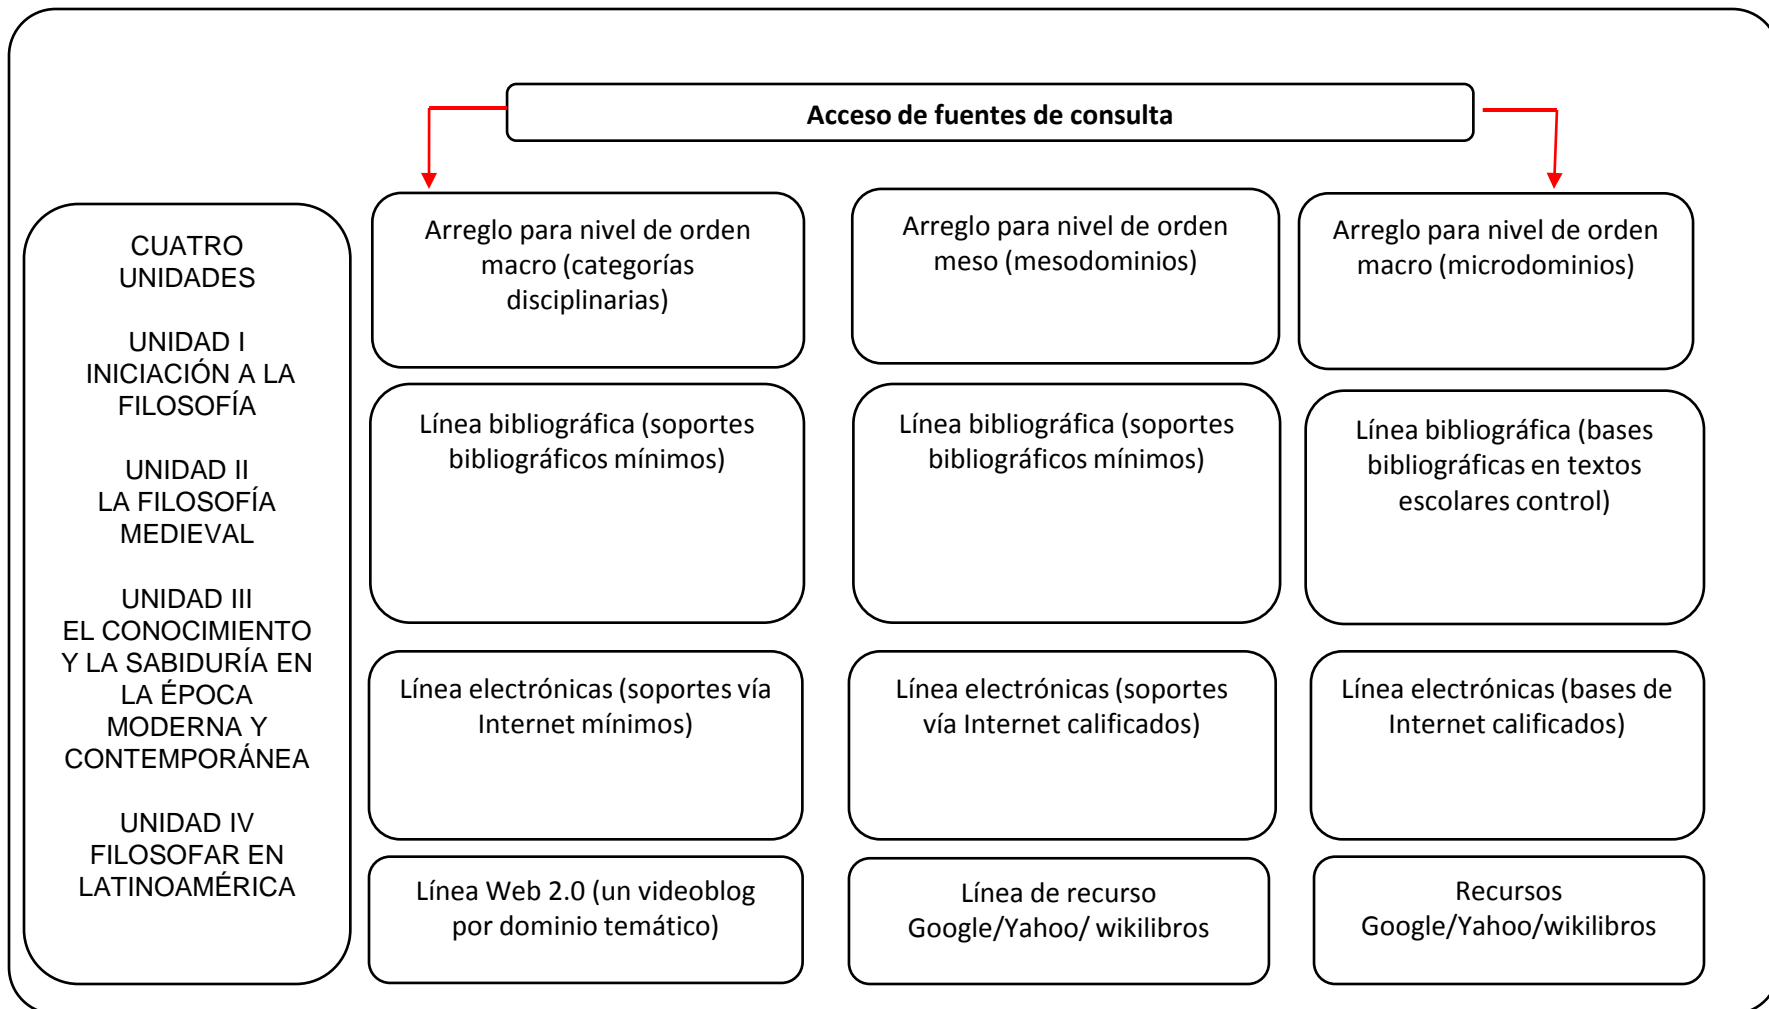 Acceso de fuentes de consulta
CUATRO
UNIDADES
UNIDAD I
INICIACIÓN A LA
FILOSOFÍA
UNIDAD II
LA FILOSOFÍA
MEDIEVAL
UNIDAD III
EL CONOCIMIENTO
Y LA SABIDURÍA EN
LA ÉPOCA
MODERNA Y
CONTEMPORÁNEA
UNIDAD IV
FILOSOFAR EN
LATINOAMÉRICA
Arreglo para nivel de orden
macro (categorías
disciplinarias)
Arreglo para nivel de orden
meso (mesodominios)
Arreglo para nivel de orden
macro (microdominios)
Línea bibliográfica (soportes
bibliográficos mínimos)
Línea bibliográfica (soportes
bibliográficos mínimos)
Línea bibliográfica (bases
bibliográficas en textos
escolares control)
Línea electrónicas (soportes vía
Internet mínimos)
Línea electrónicas (soportes
vía Internet calificados)
Línea electrónicas (bases de
Internet calificados)
Línea Web 2.0 (un videoblog
por dominio temático)
Línea de recurso
Google/Yahoo/ wikilibros
Recursos
Google/Yahoo/wikilibros